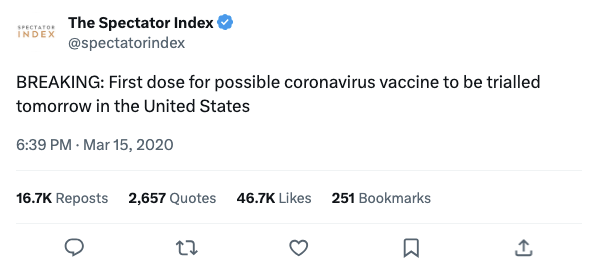 SPECTATOR
INDEX
The Spectator Index
@spectatorindex
BREAKING: First dose for possible coronavirus vaccine to be trialled
tomorrow in the United States
6:39 PM · Mar 15, 2020
16.7K Reposts 2,657 Quotes 46.7K Likes 251 Bookmarks